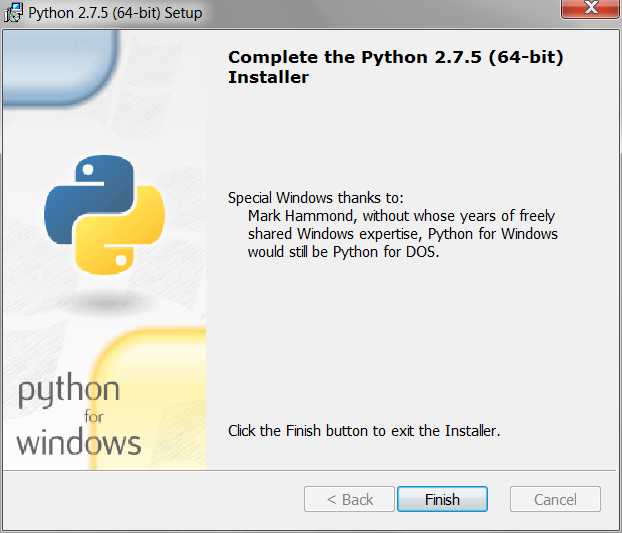 Python 2.7.5 (64-bit) Setup
Complete the Python 2.7.5 (64-bit)
Installer
Special Windows thanks to:
Mark Hammond, without whose years of freely
shared Windows expertise, Python for Windows
would still be Python for DOS.
python
for
windows
Click the Finish button to exit the Installer.
< Back
Finish
Cancel